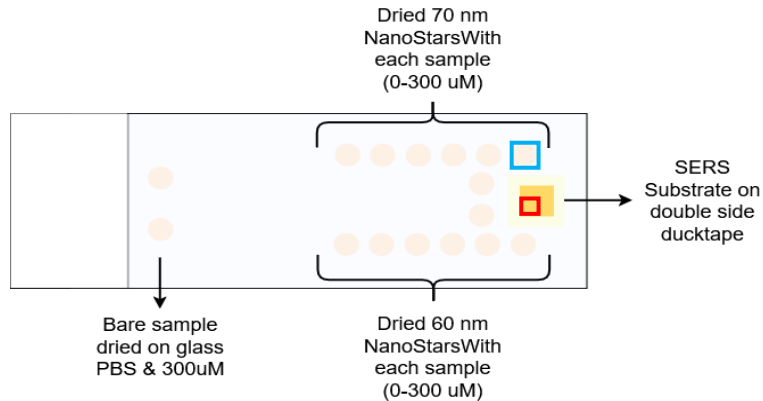 Dried 70 nm
NanoStarsWith
each sample
(0-300 uM)
SERS
Substrate on
double side
ducktape
Bare sample
dried on glass
PBS & 300uM
Dried 60 nm
NanoStarsWith
each sample
(0-300 uM)